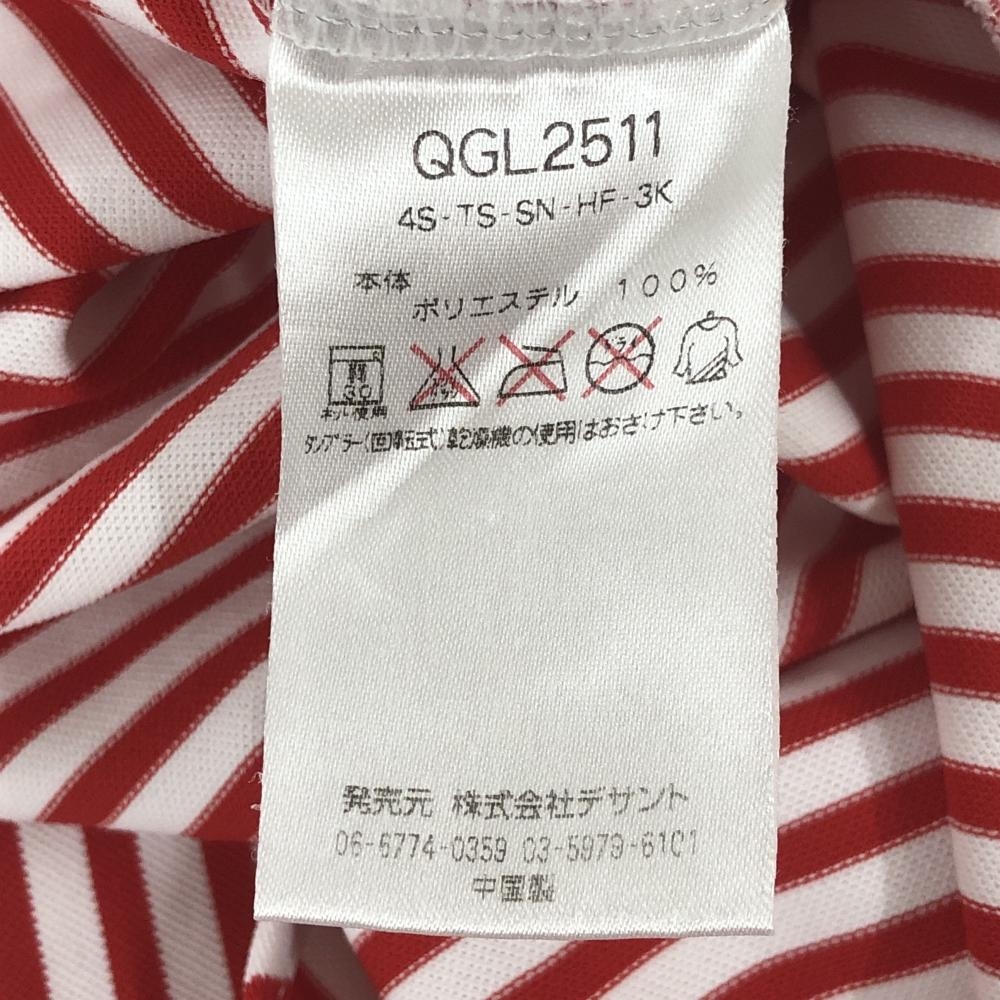 QGL2511
4S-TS-SN-HF-3K
本体
ポリエステル 100%
30
ネット使用
タンブラー(回転式)乾燥機の使用はおさけ下さい。
発売元 株式会社デサント
06-6774-0359 03-5979-6101
中国製